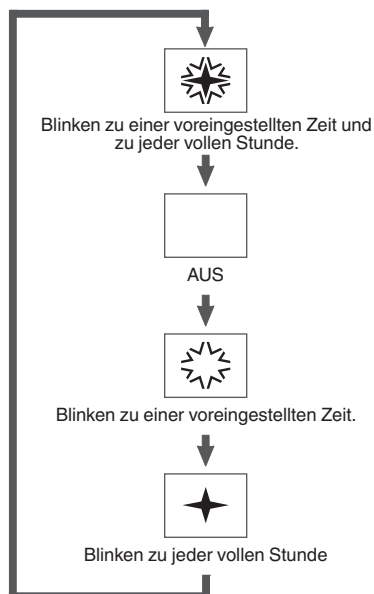 Blinken zu einer voreingestellten Zeit und
zu jeder vollen Stunde.
AUS
Blinken zu einer voreingestellten Zeit.
Blinken zu jeder vollen Stunde